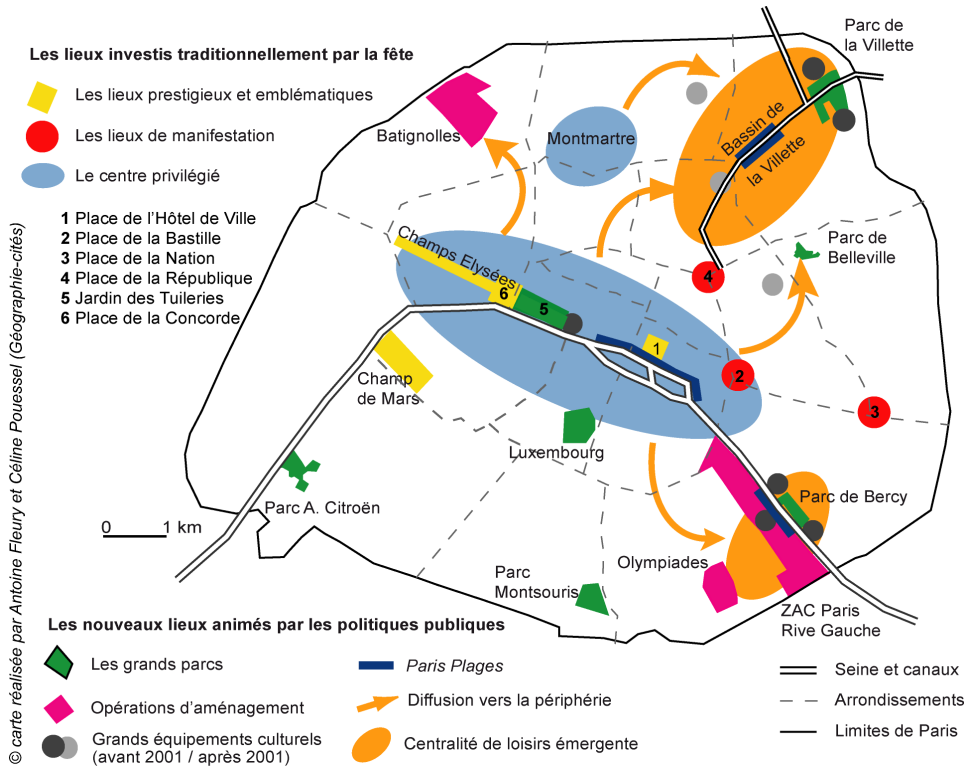 Les lieux investis traditionnellement par la fête
Les lieux prestigieux et emblématiques
Les lieux de manifestation
Le centre privilégié
1 Place de l'Hôtel de Ville
2 Place de la Bastille
3 Place de la Nation
4 Place de la République
5 Jardin des Tuileries
6 Place de la Concorde
© carte réalisée par Antoine Fleury et Céline Pouessel (Géographie-cités)
Parc de
la Villette
Batignolles
Montmartre
Bassin de
la Villette
Champs Elysées
Parc de
Belleville
4
6
5
1
2
3
Champ
de Mars
Luxembourg
Parc A. Citroën
Parc de Bercy
0 1 km
Olympiades
Parc
Montsouris
ZAC Paris
Rive Gauche
Les nouveaux lieux animés par les politiques publiques
Les grands parcs
Opérations d'aménagement
Grands équipements culturels
(avant 2001 / après 2001)
Paris Plages
Diffusion vers la périphérie
Centralité de loisirs émergente
Seine et canaux
Arrondissements
Limites de Paris